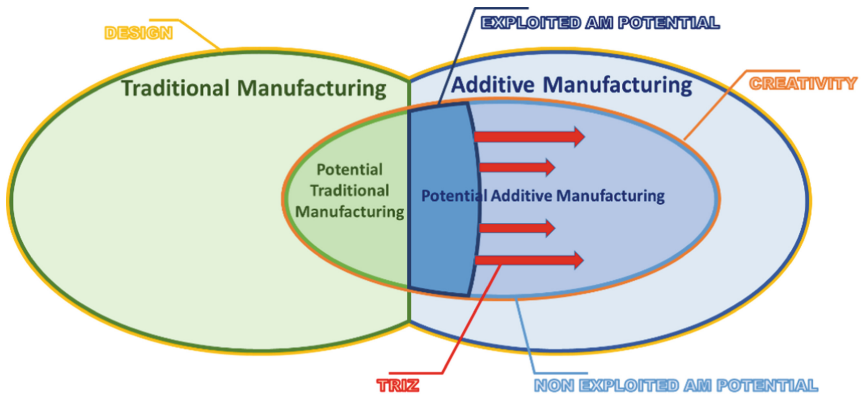 EXPLOITED AM POTENTIAL
DESIGN
Traditional Manufacturing
Additive Manufacturing
CREATIVITY
Potential
Traditional
Manufacturing
Potential Additive Manufacturing
TRIZ
NON EXPLOITED AM POTENTIAL